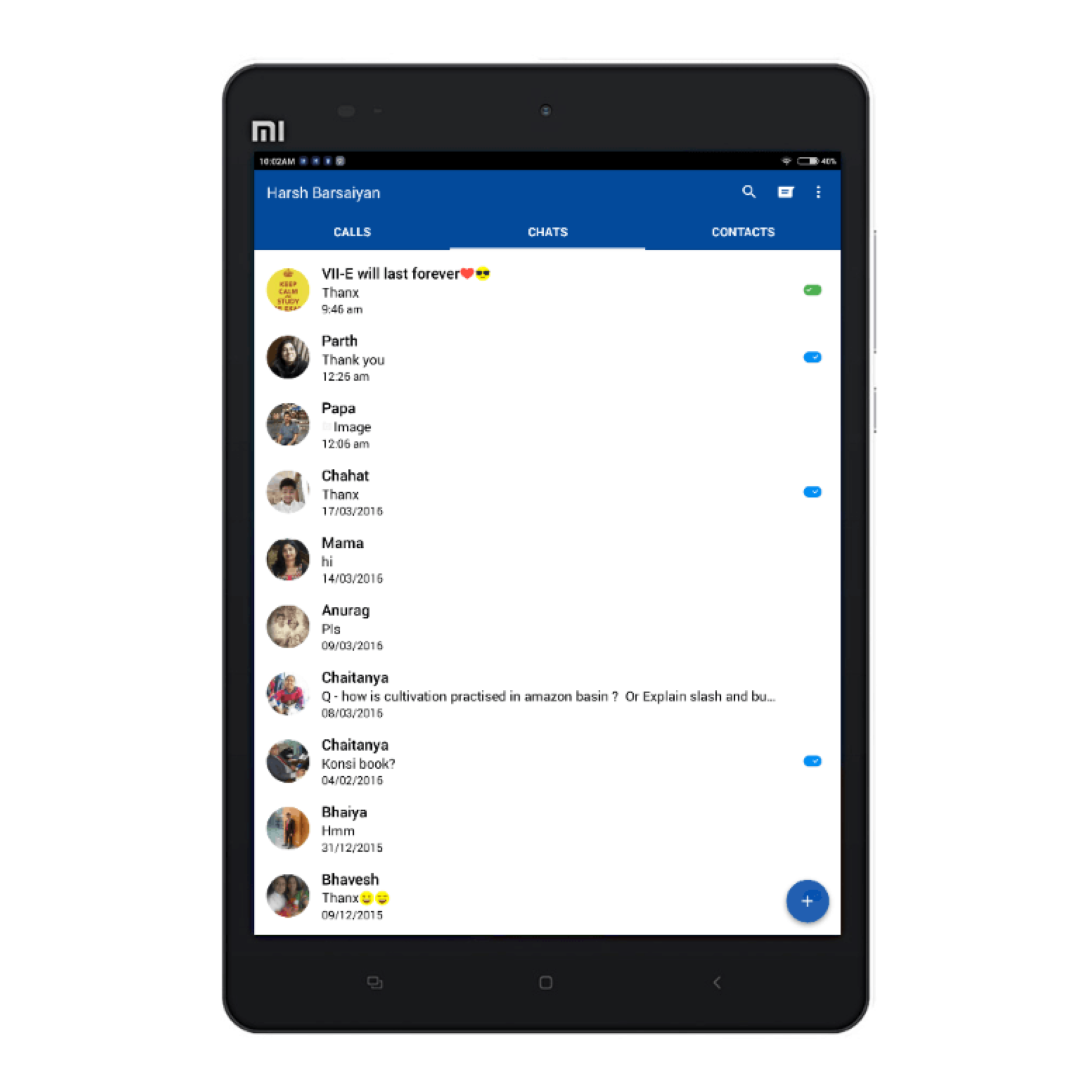 mi
10:02AM
40%
Harsh Barsaiyan
CALLS CHATS CONTACTS
KEEP
CALM
STUDY
VII-E will last forever❤️😎
Thanx
9:46 am
Parth
Thank you
12:26 am
Papa
Image
12:06 am
Chahat
Thanx
17/03/2016
Mama
hi
14/03/2016
Anurag
Pls
09/03/2016
Chaitanya
Q - how is cultivation practised in amazon basin ? Or Explain slash and bu...
08/03/2016
Chaitanya
Konsi book?
04/02/2016
Bhaiya
Hmm
31/12/2015
Bhavesh
Thanx😜😝
09/12/2015